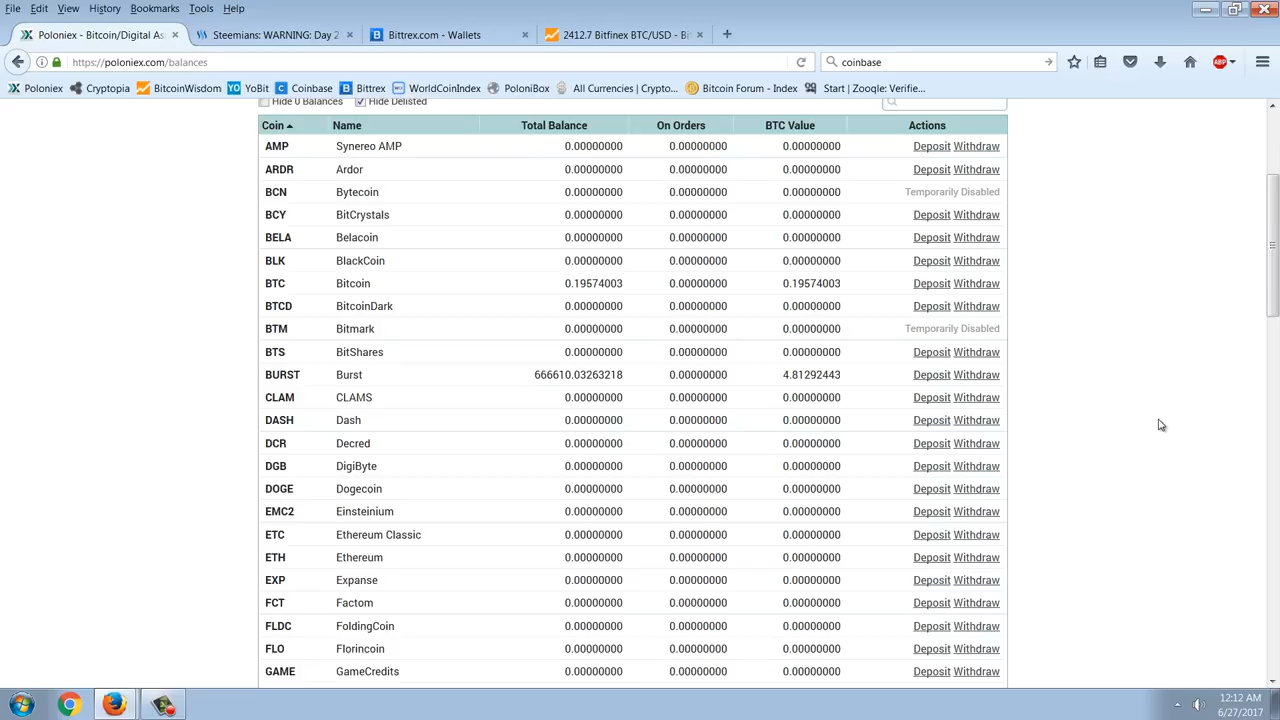 File Edit View History Bookmarks Tools Help
Poloniex - Bitcoin/Digital As
Steemians: WARNING: Day 2
Bittrex.com - Wallets
2412.7 Bitfinex BTC/USD - Bi
https://poloniex.com/balances
coinbase
ABP
Poloniex Cryptopia BitcoinWisdom YoBit Coinbase Bittrex WorldCoinIndex PoloniBox All Currencies | Crypto... Bitcoin Forum - Index Start | Zooqle: Verifie...
Hide 0 Balances Hide Delisted
Coin Name Total Balance On Orders BTC Value Actions
AMP Synereo AMP 0.00000000 0.00000000 0.00000000 Deposit Withdraw
ARDR Ardor 0.00000000 0.00000000 0.00000000 Deposit Withdraw
BCN Bytecoin 0.00000000 0.00000000 0.00000000 Temporarily Disabled
BCY BitCrystals 0.00000000 0.00000000 0.00000000 Deposit Withdraw
BELA Belacoin 0.00000000 0.00000000 0.00000000 Deposit Withdraw
BLK BlackCoin 0.00000000 0.00000000 0.00000000 Deposit Withdraw
BTC Bitcoin 0.19574003 0.00000000 0.19574003 Deposit Withdraw
BTCD BitcoinDark 0.00000000 0.00000000 0.00000000 Deposit Withdraw
BTM Bitmark 0.00000000 0.00000000 0.00000000 Temporarily Disabled
BTS BitShares 0.00000000 0.00000000 0.00000000 Deposit Withdraw
BURST Burst 666610.03263218 0.00000000 4.81292443 Deposit Withdraw
CLAM CLAMS 0.00000000 0.00000000 0.00000000 Deposit Withdraw
DASH Dash 0.00000000 0.00000000 0.00000000 Deposit Withdraw
DCR Decred 0.00000000 0.00000000 0.00000000 Deposit Withdraw
DGB DigiByte 0.00000000 0.00000000 0.00000000 Deposit Withdraw
DOGE Dogecoin 0.00000000 0.00000000 0.00000000 Deposit Withdraw
EMC2 Einsteinium 0.00000000 0.00000000 0.00000000 Deposit Withdraw
ETC Ethereum Classic 0.00000000 0.00000000 0.00000000 Deposit Withdraw
ETH Ethereum 0.00000000 0.00000000 0.00000000 Deposit Withdraw
EXP Expanse 0.00000000 0.00000000 0.00000000 Deposit Withdraw
FCT Factom 0.00000000 0.00000000 0.00000000 Deposit Withdraw
FLDC FoldingCoin 0.00000000 0.00000000 0.00000000 Deposit Withdraw
FLO Florincoin 0.00000000 0.00000000 0.00000000 Deposit Withdraw
GAME GameCredits 0.00000000 0.00000000 0.00000000 Deposit Withdraw
12:12 AM
6/27/2017